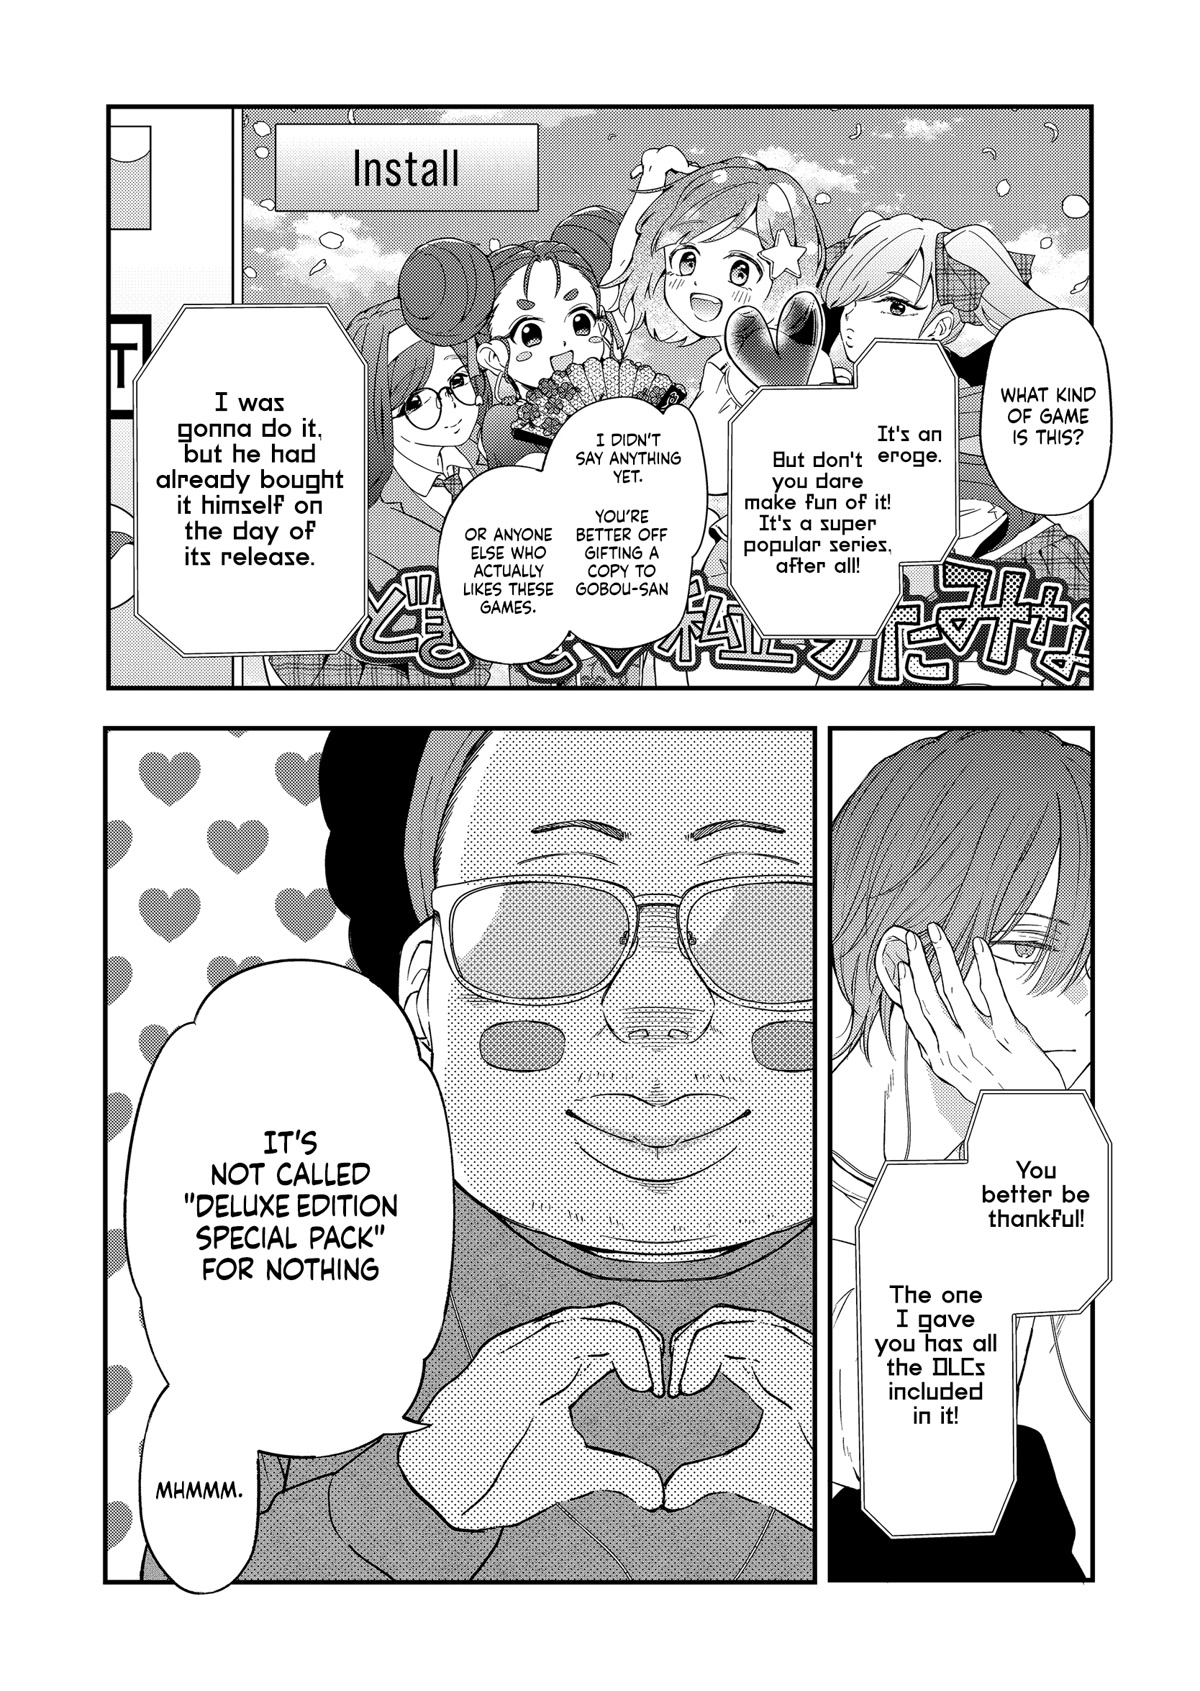 Install
WHAT KIND
OF GAME
IS THIS?
It's an
eroge.
But don't
you dare
make fun of it!
It's a super
popular series,
after all!
I DIDN'T
SAY ANYTHING
YET.
YOU'RE
BETTER OFF
GIFTING A
COPY TO
GOBOU-SAN
OR ANYONE
ELSE WHO
ACTUALLY
LIKES THESE
GAMES.
I was
gonna do it,
but he had
already bought
it himself on
the day of
its release.
T
You
better be
thankful!
The one
I gave
you has all
the DLCs
included
in it!
IT'S
NOT CALLED
"DELUXE EDITION
SPECIAL PACK"
FOR NOTHING
MHMMM.